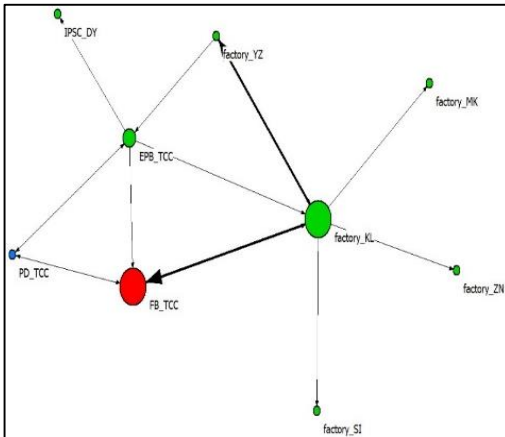 IPSC_DY
factory_YZ
factory_MK
EPB_TCC
factory_KL
PD_TCC
factory_ZN
FB_TCC
factory_SI